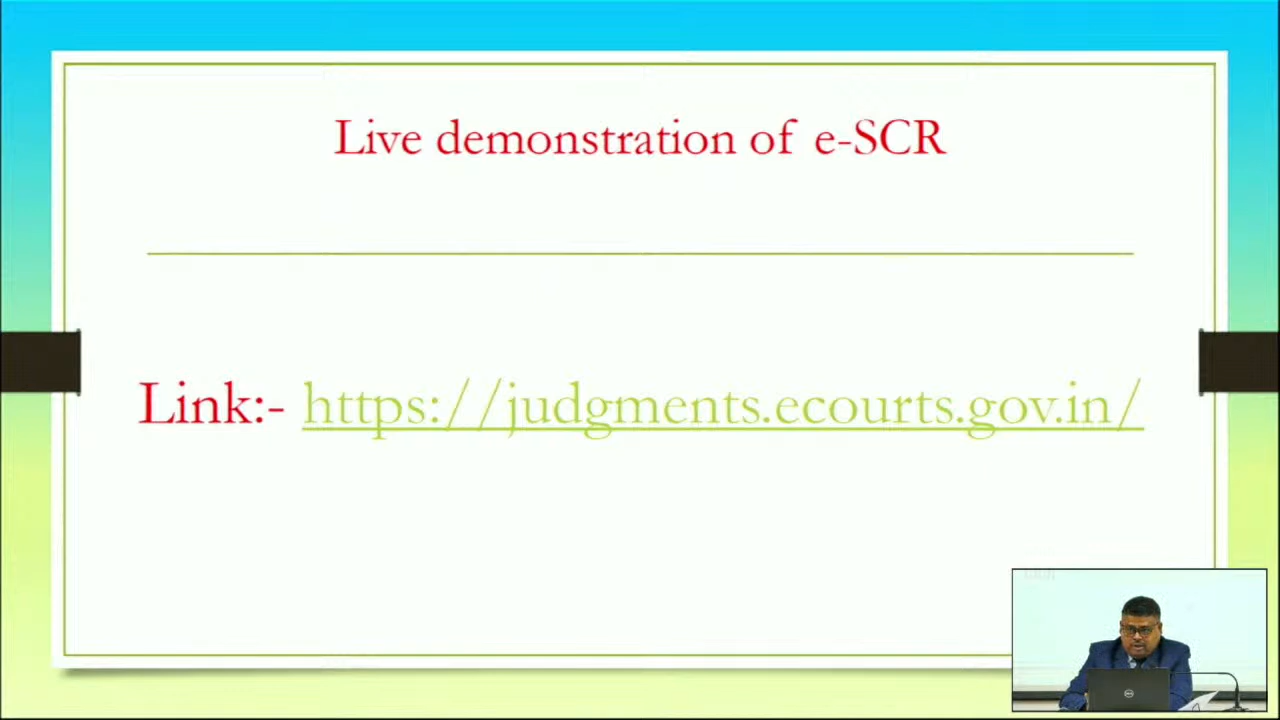 Live demonstration of e-SCR
Link:- https://judgments.ecourts.gov.in/